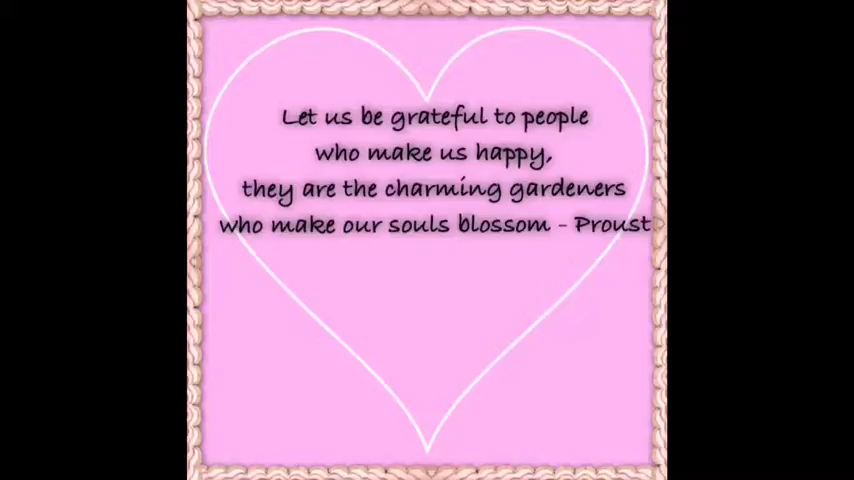 Let us be grateful to people
who make us happy,
they are the charming gardeners
who make our souls blossom - Proust